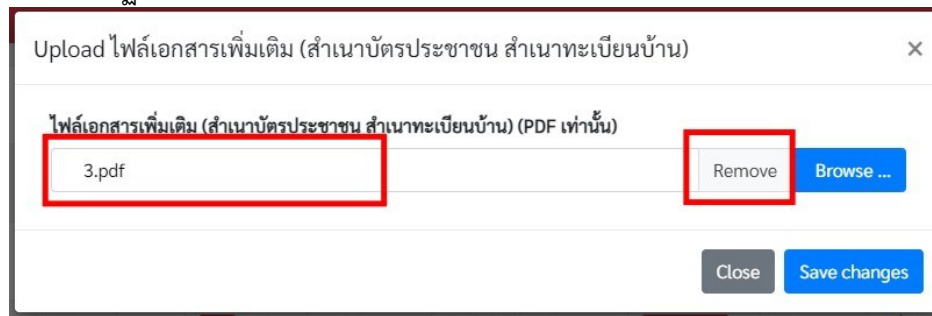 Upload ไฟล์เอกสารเพิ่มเติม (สำเนาบัตรประชาชน สำเนาทะเบียนบ้าน) ×
ไฟล์เอกสารเพิ่มเติม (สำเนาบัตรประชาชน สำเนาทะเบียนบ้าน) (PDF เท่านั้น)
3.pdf Remove Browse ...
Close Save changes